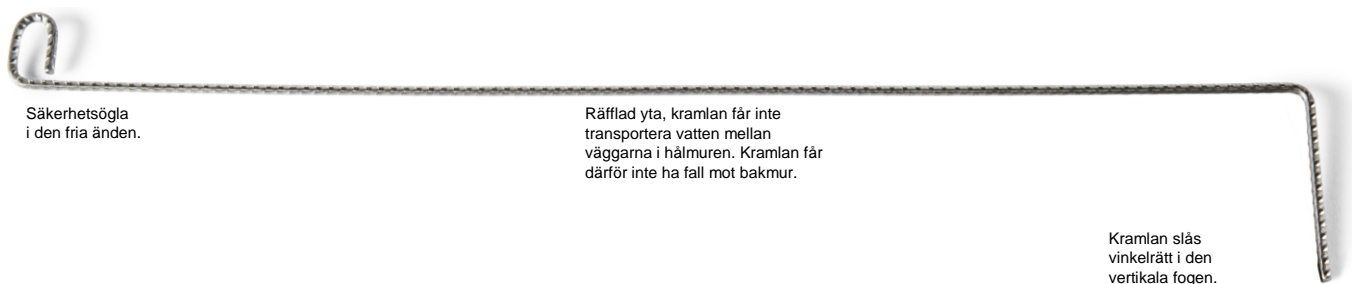 Säkerhetsögla
i den fria änden.
Räfflad yta, kramlan får inte
transportera vatten mellan
väggarna i hålmuren. Kramlan får
därför inte ha fall mot bakmur.
Kramlan slås
vinkelrätt i den
vertikala fogen.